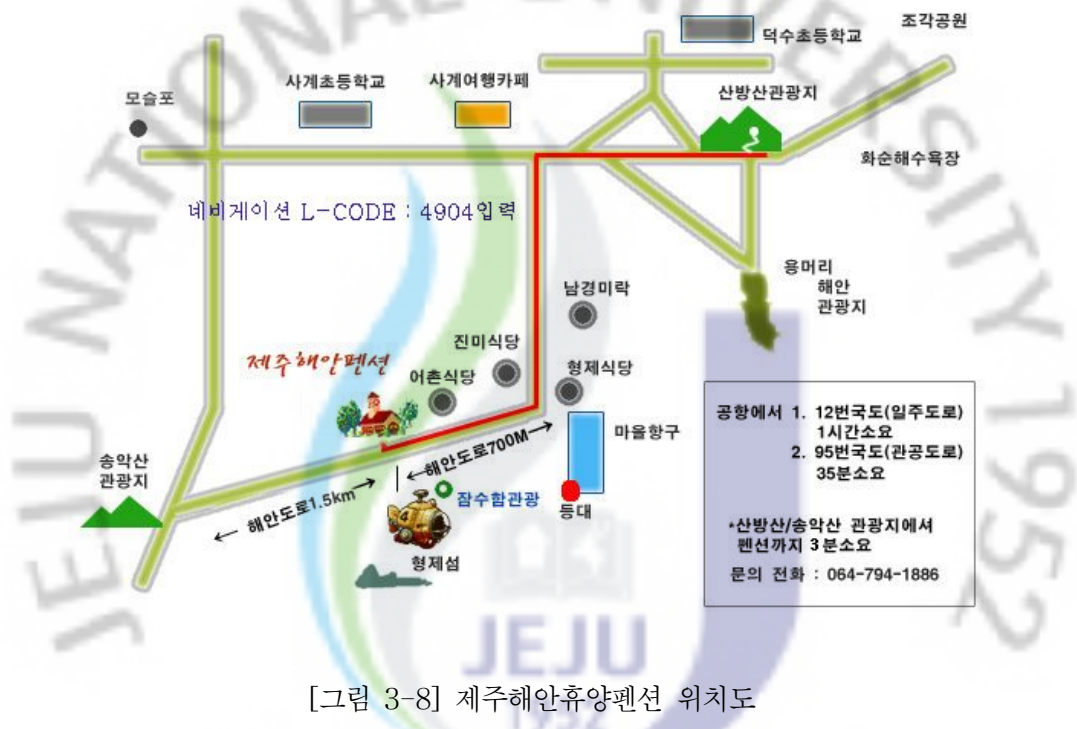 덕수초등학교
조각공원
사계초등학교
사계여행카페
모슬포
산방산관광지
화순해수욕장
네비게이션 L-CODE : 4904입력
용머리
해안
관광지
남경미락
진미식당
제주해안펜션
어촌식당
형제식당
마을항구
공항에서 1. 12번국도(일주도로)
1시간소요
2. 95번국도(관공도로)
35분소요
*산방산/송악산 관광지에서
펜션까지 3분소요
문의 전화 : 064-794-1886
해안도로700M
송악산
관광지
해안도로1.5km
잠수함관광
4
등대
형제섬
[그림 3-8] 제주해안휴양펜션 위치도
JEJU NATIONAL UNIVERSITY 1952
JEJU
1952